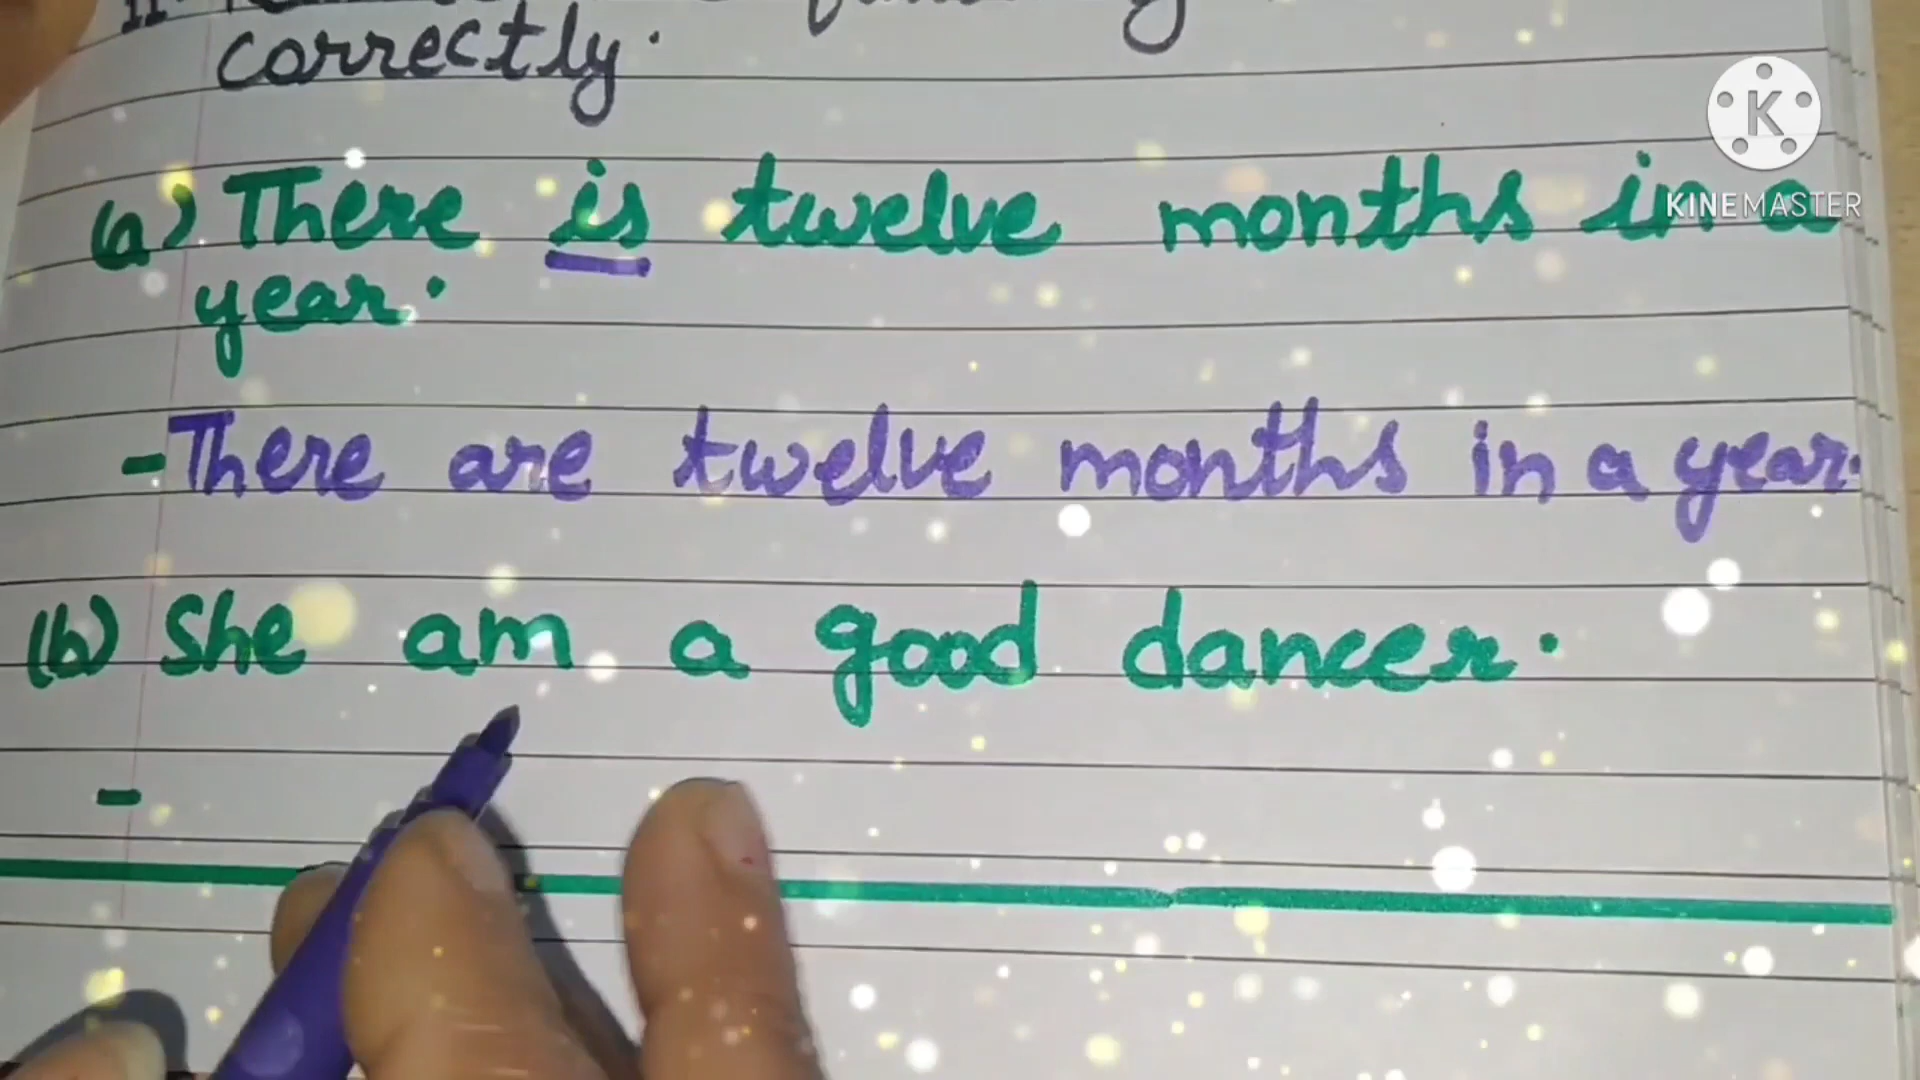 correctly.
K
KINEMASTER
(a) There is twelve months in a
year.
- There are twelve months in a year.
(b) She am a good dancer.
-